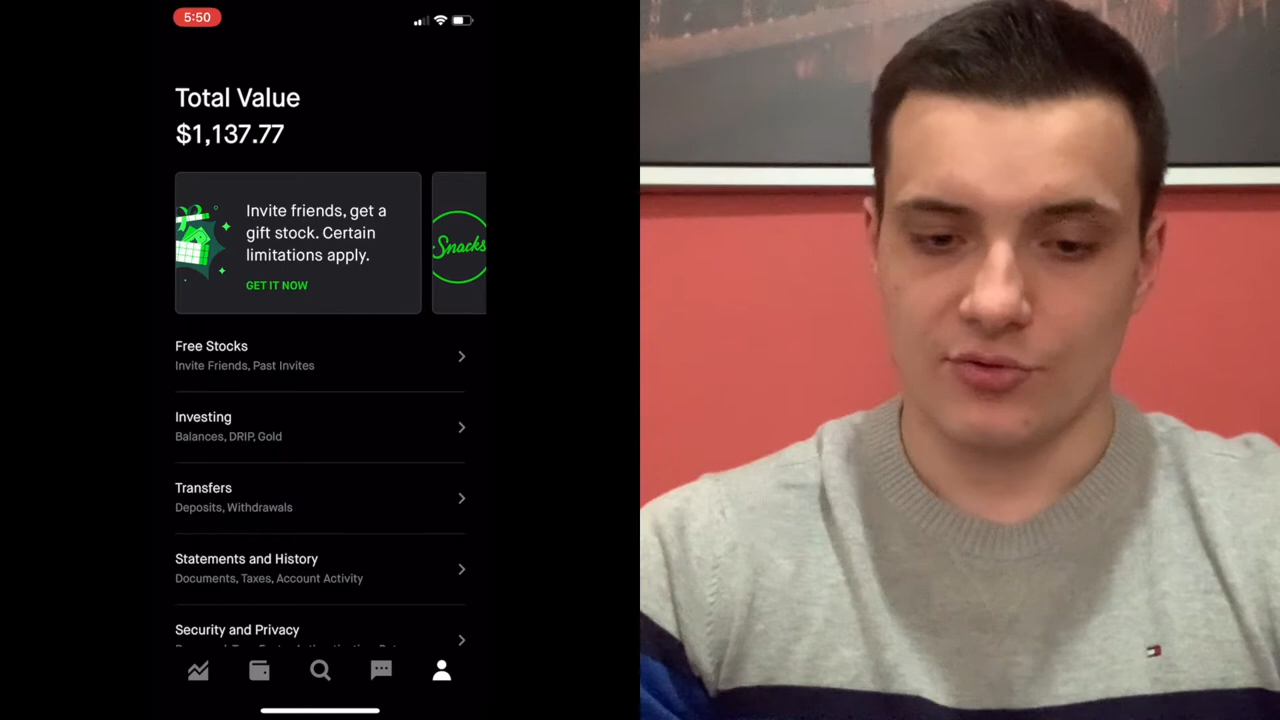 5:50
Total Value
$1,137.77
Invite friends, get a
gift stock. Certain
limitations apply.
GET IT NOW
Snacks
Free Stocks
Invite Friends, Past Invites
Investing
Balances, DRIP, Gold
Transfers
Deposits, Withdrawals
Statements and History
Documents, Taxes, Account Activity
Security and Privacy